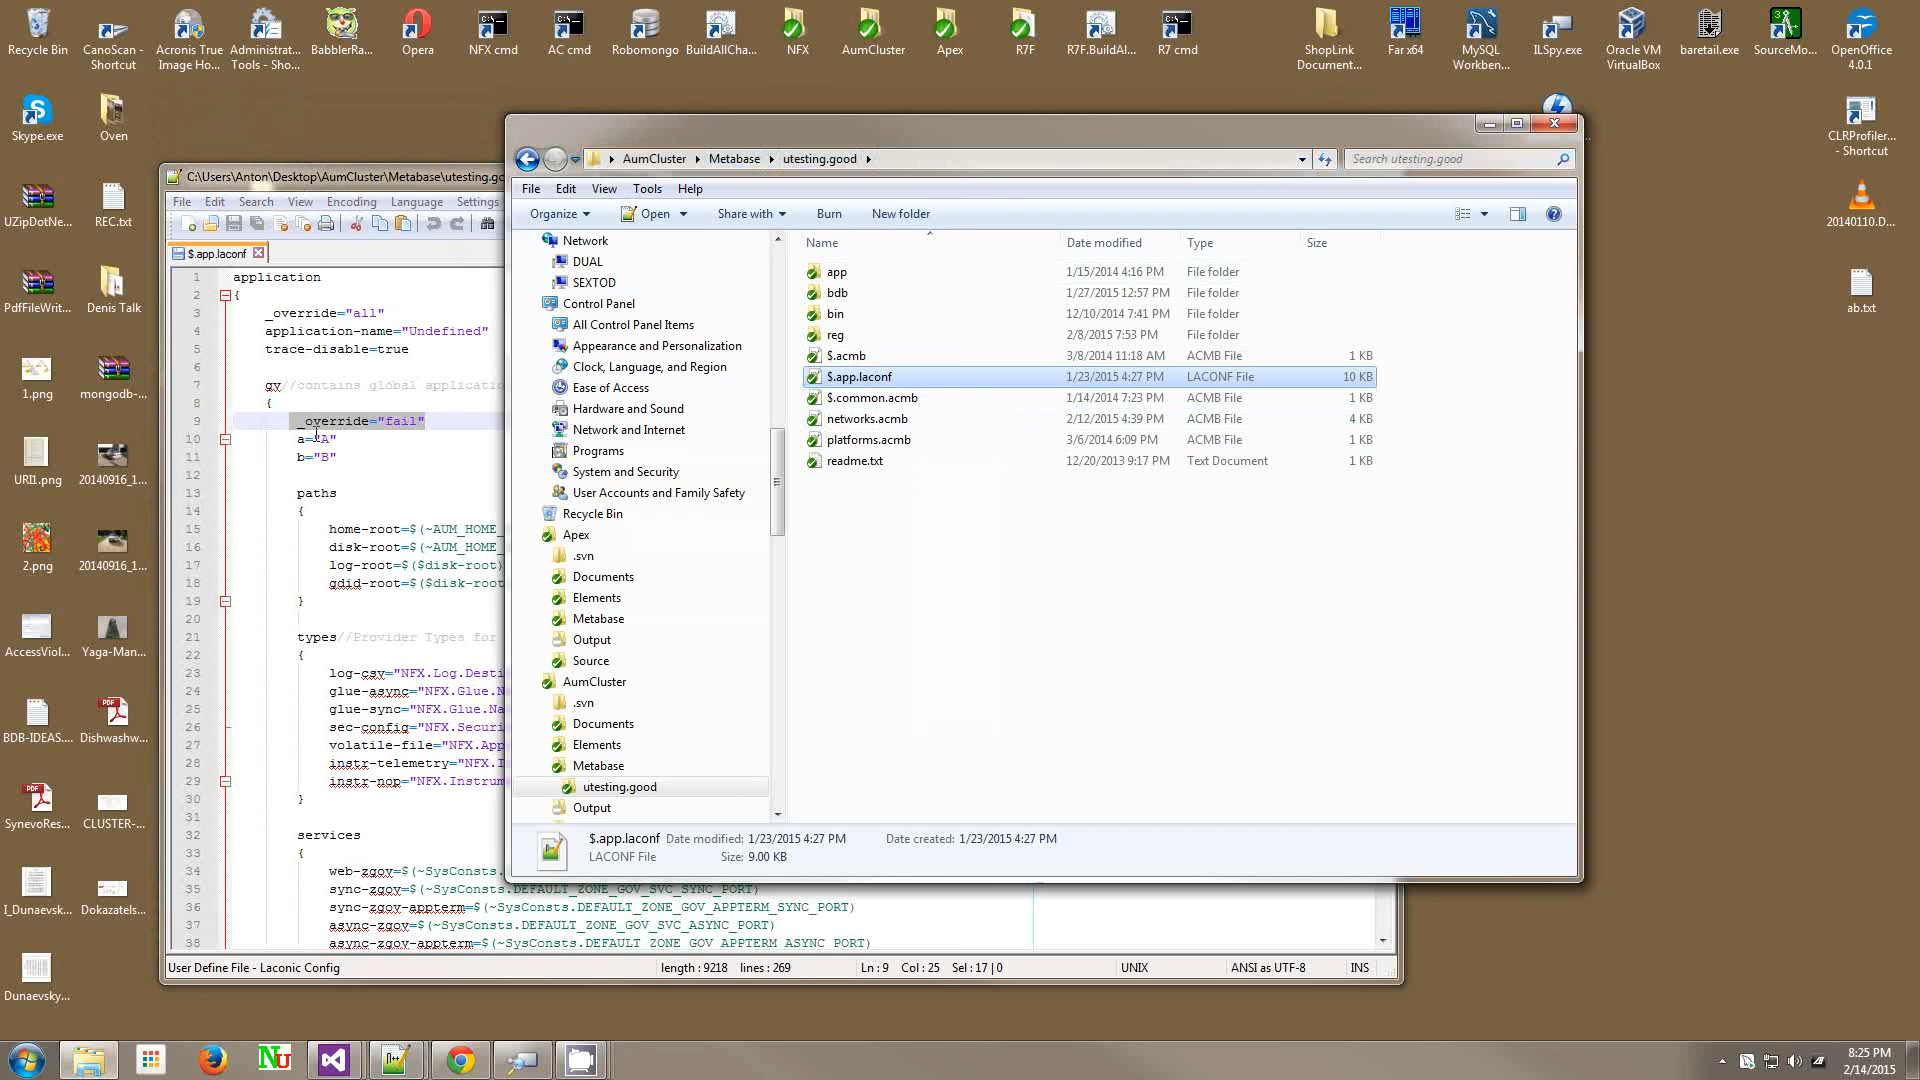 Recycle Bin
CanoScan - Shortcut
Acronis True Image Ho...
Administrat... Tools - Sho...
BabblerRa...
Opera
NFX cmd
AC cmd
Robomongo
BuildAllCha...
NFX
AumCluster
Apex
R7F
R7F.BuildAl...
R7 cmd
ShopLink Document...
Far x64
MySQL Workben...
ILSpy.exe
Oracle VM VirtualBox
baretail.exe
SourceMo...
OpenOffice 4.0.1
Skype.exe
Oven
CLRProfiler... - Shortcut
UZipDotNe...
REC.txt
20140110.D...
PdfFileWrit...
Denis Talk
ab.txt
1.png
mongodb-...
URI1.png
20140916_1...
2.png
20140916_1...
AccessViol...
Yaga-Man...
BDB-IDEAS....
Dishwashw...
SynevoRes...
CLUSTER-...
I_Dunaevsk...
Dokazatels...
Dunaevsky...
C:\Users\Anton\Desktop\AumCluster\Metabase\utesting.go
File Edit Search View Encoding Language Settings
$.app.laconf
1 application
2 {
3 _override="all"
4 application-name="Undefined"
5 trace-disable=true
6
7 gv//contains global applicatio
8 {
9 _override="fail"
10 a="A"
11 b="B"
12
13 paths
14 {
15 home-root=$(~AUM_HOME_
16 disk-root=$(~AUM_HOME_
17 log-root=$($disk-root)
18 gdid-root=$($disk-root
19 }
20
21 types//Provider Types for
22 {
23 log-csv="NFX.Log.Desti
24 glue-async="NFX.Glue.N
25 glue-sync="NFX.Glue.Na
26 sec-config="NFX.Securi
27 volatile-file="NFX.App
28 instr-telemetry="NFX.I
29 instr-nop="NFX.Instrum
30 }
31
32 services
33 {
34 web-zgov=$(~SysConsts.
35 sync-zgov=$(~SysConsts.DEFAULT_ZONE_GOV_SVC_SYNC_PORT)
36 sync-zgov-appterm=$(~SysConsts.DEFAULT_ZONE_GOV_APPTERM_SYNC_PORT)
37 async-zgov=$(~SysConsts.DEFAULT_ZONE_GOV_SVC_ASYNC_PORT)
38 async-zgov-appterm=$(~SysConsts.DEFAULT_ZONE_GOV_APPTERM_ASYNC_PORT)
User Define File - Laconic Config length : 9218 lines : 269 Ln : 9 Col : 25 Sel : 17 | 0 UNIX ANSI as UTF-8 INS
AumCluster Metabase utesting.good
Search utesting.good
File Edit View Tools Help
Organize Open Share with Burn New folder
Network
DUAL
SEXTOD
Control Panel
All Control Panel Items
Appearance and Personalization
Clock, Language, and Region
Ease of Access
Hardware and Sound
Network and Internet
Programs
System and Security
User Accounts and Family Safety
Recycle Bin
Apex
.svn
Documents
Elements
Metabase
Output
Source
AumCluster
.svn
Documents
Elements
Metabase
utesting.good
Output
Name Date modified Type Size
app 1/15/2014 4:16 PM File folder
bdb 1/27/2015 12:57 PM File folder
bin 12/10/2014 7:41 PM File folder
reg 2/8/2015 7:53 PM File folder
$.acmb 3/8/2014 11:18 AM ACMB File 1 KB
$.app.laconf 1/23/2015 4:27 PM LACONF File 10 KB
$.common.acmb 1/14/2014 7:23 PM ACMB File 1 KB
networks.acmb 2/12/2015 4:39 PM ACMB File 4 KB
platforms.acmb 3/6/2014 6:09 PM ACMB File 1 KB
readme.txt 12/20/2013 9:17 PM Text Document 1 KB
$.app.laconf Date modified: 1/23/2015 4:27 PM Date created: 1/23/2015 4:27 PM
LACONF File Size: 9.00 KB
Nu
8:25 PM
2/14/2015